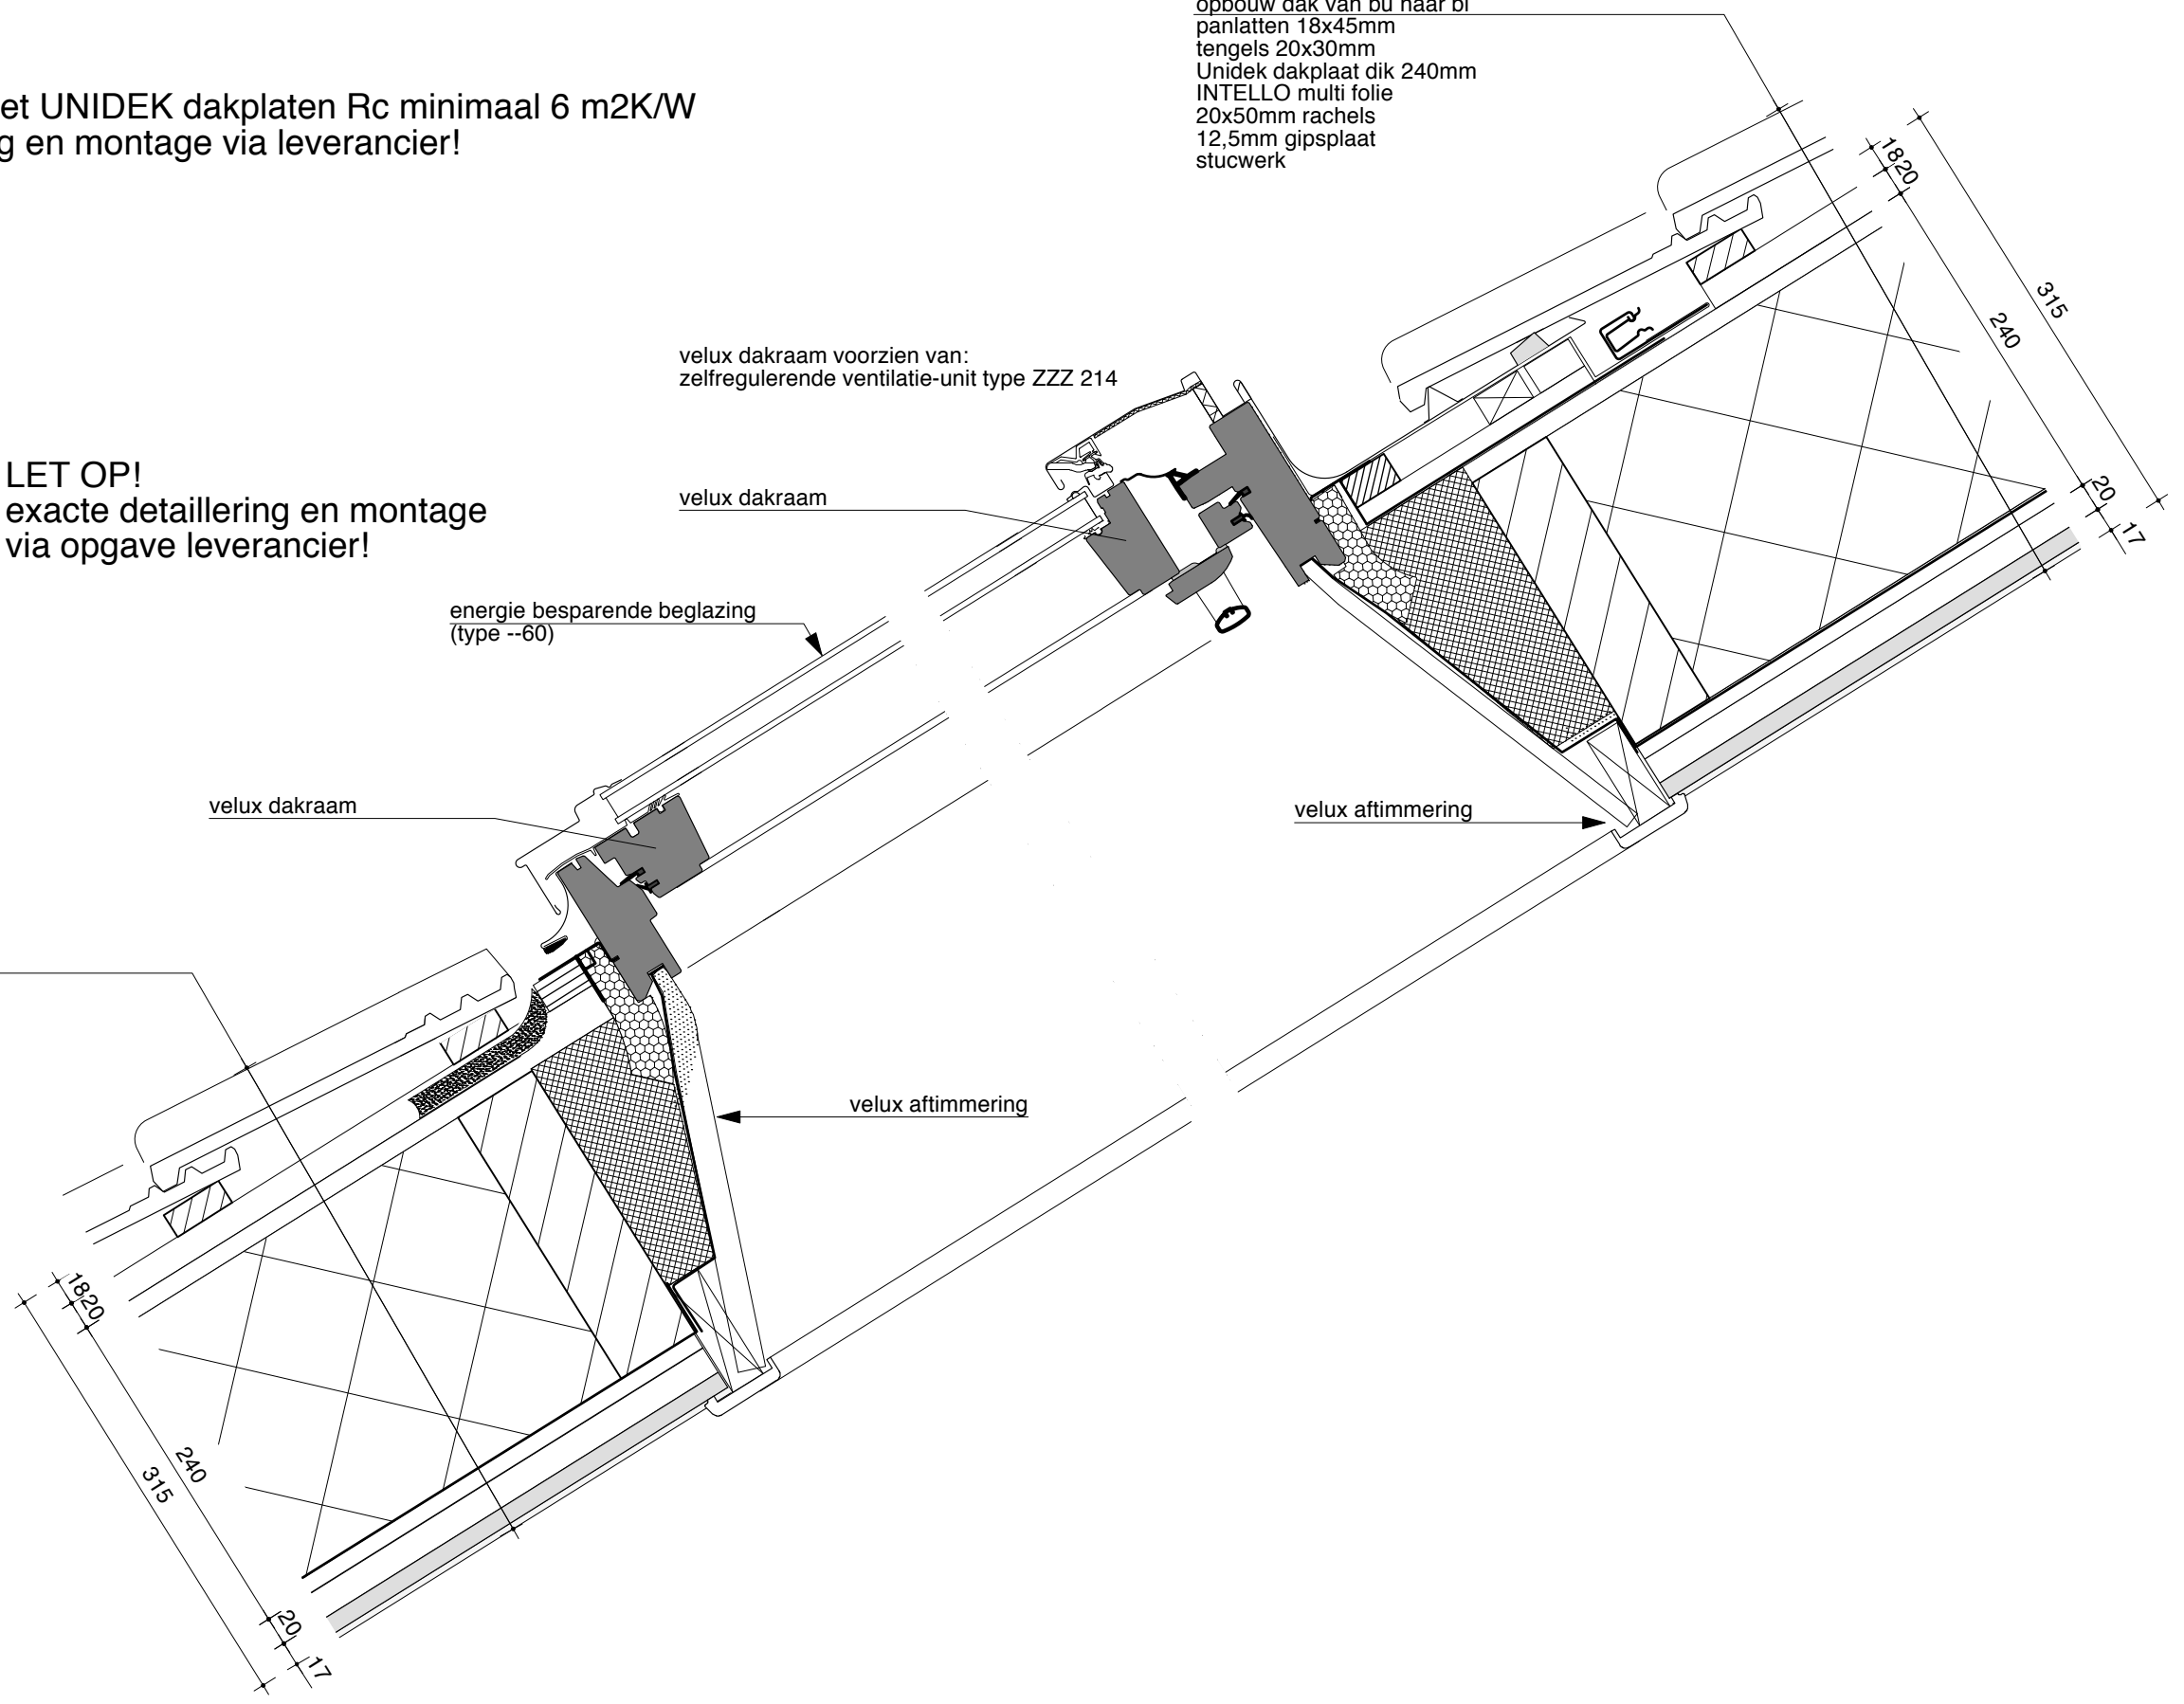 opbouw dak van bu naar bi
panlatten 18x45mm
tengels 20x30mm
Unidek dakplaat dik 240mm
INTELLO multi folie
20x50mm rachels
12,5mm gipsplaat
stucwerk
et UNIDEK dakplaten Rc minimaal 6 m2K/W
g en montage via leverancier!
velux dakraam voorzien van:
zelfregulerende ventilatie-unit type ZZZ 214
LET OP!
exacte detaillering en montage
via opgave leverancier!
velux dakraam
energie besparende beglazing
(type --60)
velux dakraam
velux aftimmering
velux aftimmering
18
20
240
315
20
17
18
20
240
315
20
17